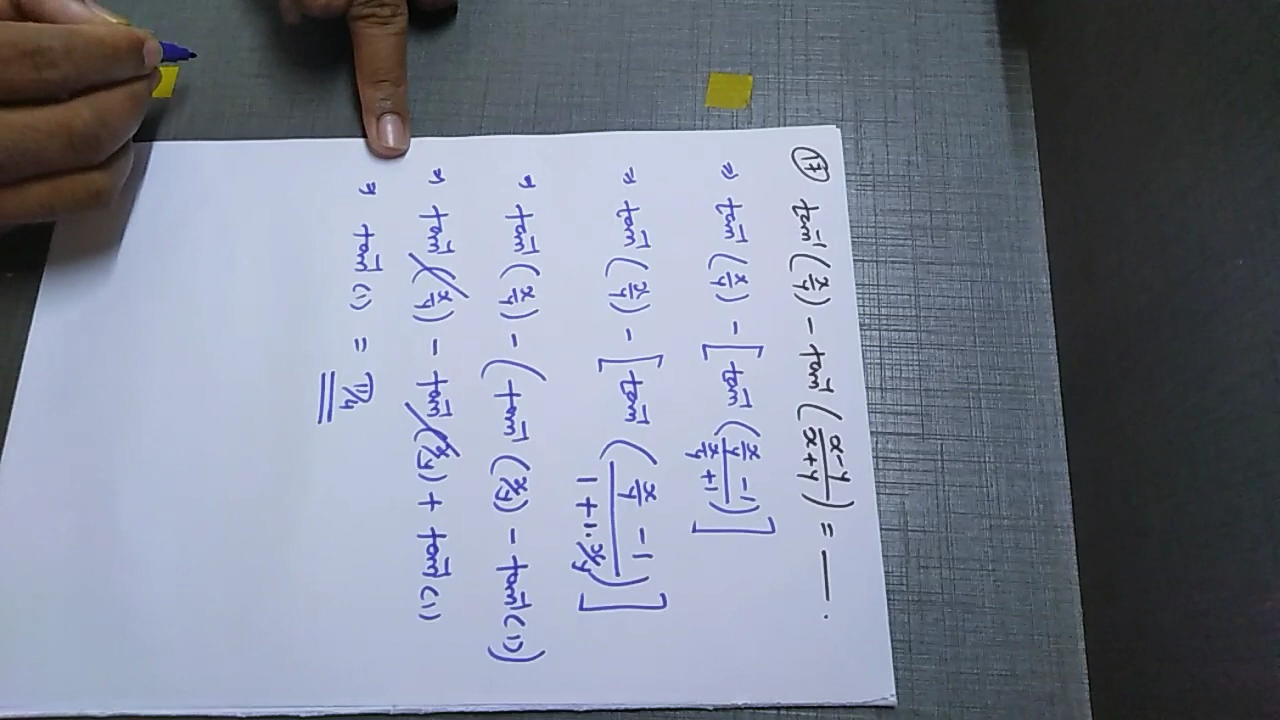 ⑰ tan⁻¹(x/y) - tan⁻¹((x-y)/(x+y)) = ——.
⇒ tan⁻¹(x/y) - [tan⁻¹((x/y - 1)/(x/y + 1))]
⇒ tan⁻¹(x/y) - [tan⁻¹((x/y - 1)/(1 + 1·x/y))]
⇒ tan⁻¹(x/y) - (tan⁻¹(x/y) - tan⁻¹(1))
⇒ tan⁻¹(x/y) - tan⁻¹(x/y) + tan⁻¹(1)
⇒ tan⁻¹(1) = π/4